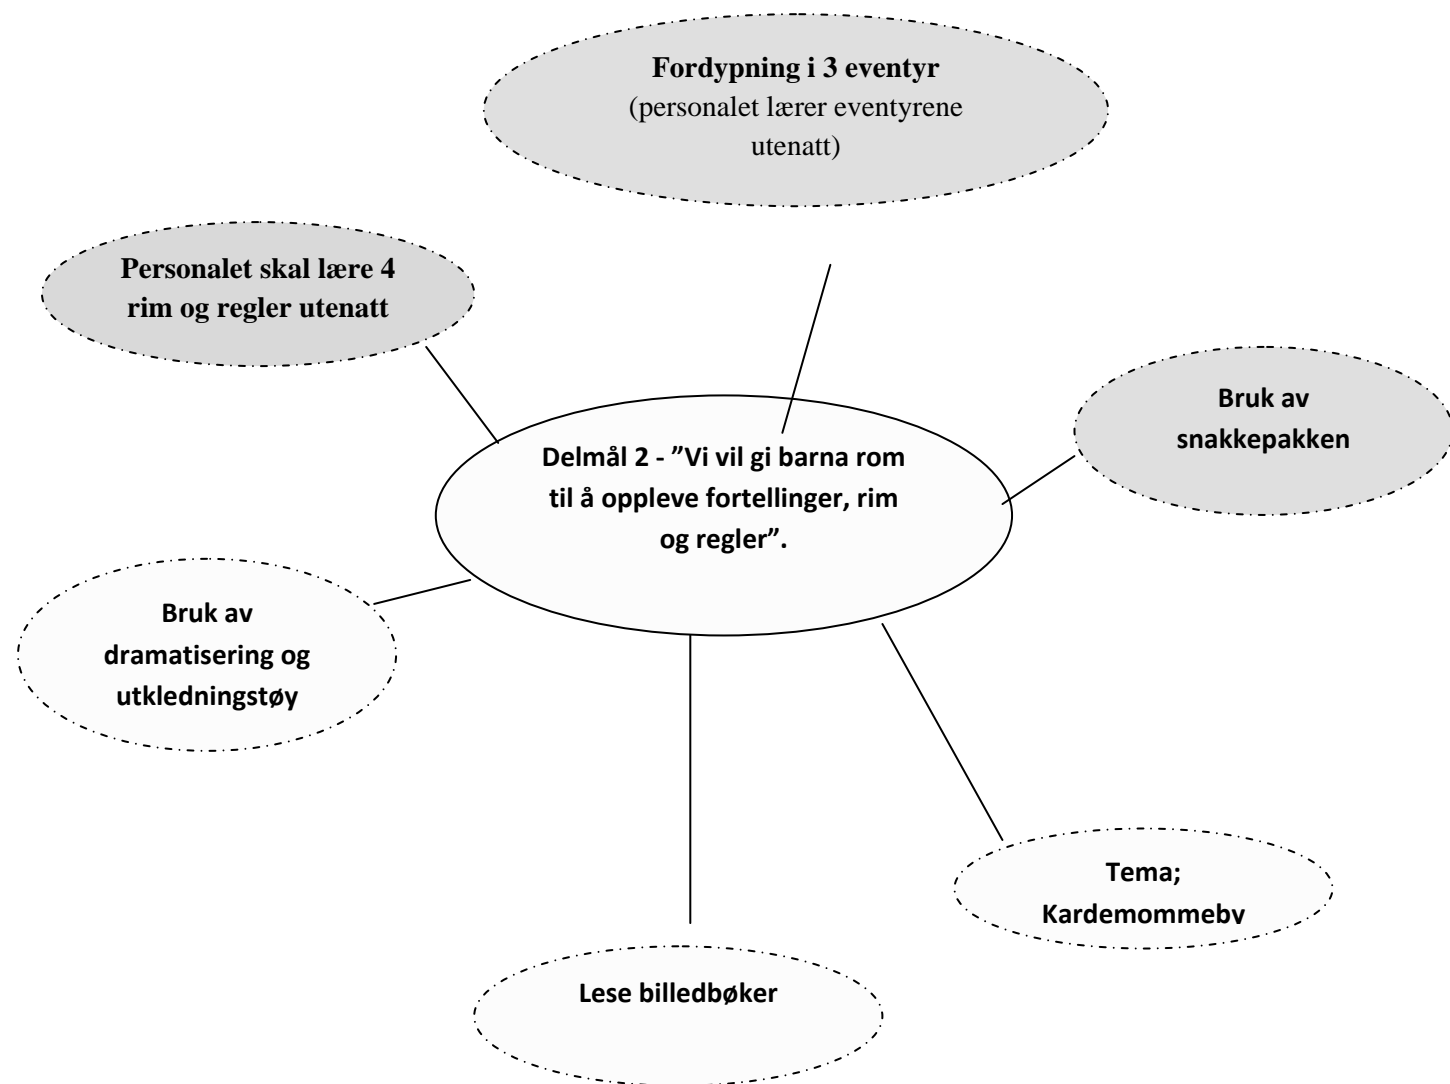 Fordypning i 3 eventyr
(personalet lærer eventyrene
utenatt)
Personalet skal lære 4
rim og regler utenatt
Bruk av
snakkepakken
Delmål 2 - ”Vi vil gi barna rom
til å oppleve fortellinger, rim
og regler”.
Bruk av
dramatisering og
utkledningstøy
Tema;
Kardemommeby
Lese billedbøker